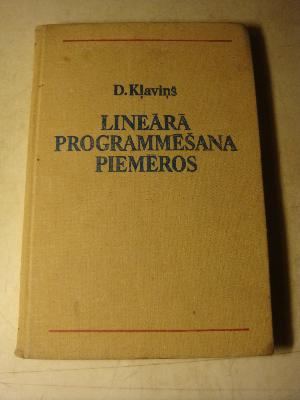 D. Kļaviņš
LINEĀRĀ
PROGRAMMĒŠANA
PIEMĒROS